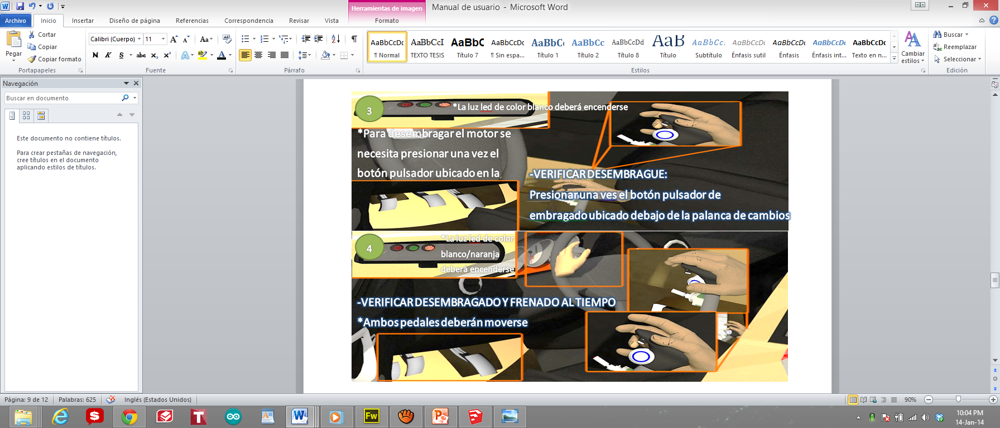 Herramientas de imagen
Manual de usuario - Microsoft Word
Archivo
Inicio
Insertar
Diseño de página
Referencias
Correspondencia
Revisar
Vista
Formato
Pegar
Cortar
Copiar
Copiar formato
Portapapeles
Calibri (Cuerpo)
11
Aa
N K S abc x₂ x²
Fuente
Párrafo
AaBbCcDc
¶ Normal
AaBbCcI
TEXTO TESIS
AaBbC
Título 7
AaBbCcDc
¶ Sin espa...
AaBbC
Título 1
AaBbCc
Título 2
AaBbCcDd
Título 8
AaB
Título
AaBbCc.
Subtítulo
AaBbCcDc
Énfasis sutil
AaBbCcDc
Énfasis
AaBbCcDc
Énfasis int...
AaBbCcDc
Texto en n...
Estilos
Cambiar
estilos
Buscar
Reemplazar
Seleccionar
Edición
Navegación
Buscar en documento
Este documento no contiene títulos.
Para crear pestañas de navegación,
cree títulos en el documento
aplicando estilos de títulos.
3
*La luz led de color blanco deberá encenderse
*Para desembragar el motor se
necesita presionar una vez el
botón pulsador ubicado en la
-VERIFICAR DESEMBRAGUE:
Presionar una ves el botón pulsador de
embragado ubicado debajo de la palanca de cambios
4
*La luz led de color
blanco/naranja
deberá encenderse
-VERIFICAR DESEMBRAGADO Y FRENADO AL TIEMPO
*Ambos pedales deberán moverse
Página: 9 de 12
Palabras: 625
Inglés (Estados Unidos)
90%
Fw
10:04 PM
14-Jan-14